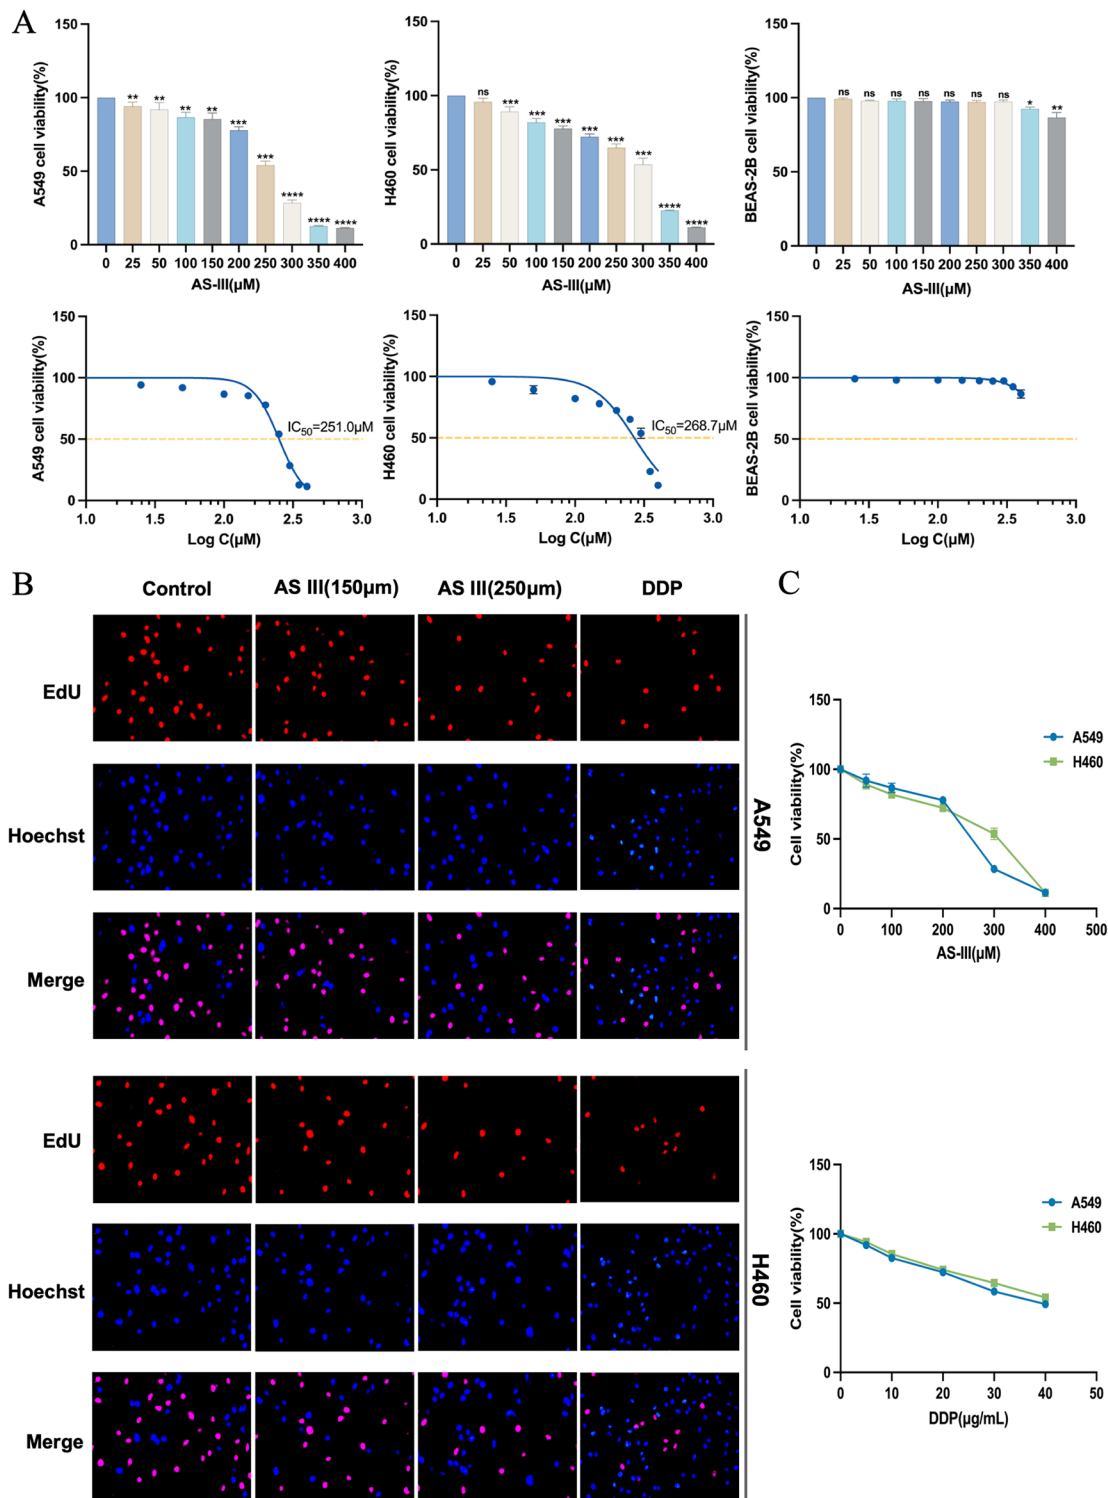 A
A549 cell viability(%)
150
100
50
0
** ** ** ** *** *** **** **** ****
0 25 50 100 150 200 250 300 350 400
AS-III(μM)
H460 cell viability(%)
150
100
50
0
ns *** *** *** *** *** *** **** ****
0 25 50 100 150 200 250 300 350 400
AS-III(μM)
BEAS-2B cell viability(%)
150
100
50
0
ns ns ns ns ns ns ns * **
0 25 50 100 150 200 250 300 350 400
AS-III(μM)
A549 cell viability(%)
150
100
50
0
IC50=251.0μM
1.0 1.5 2.0 2.5 3.0
Log C(μM)
H460 cell viability(%)
150
100
50
0
IC50=268.7μM
1.0 1.5 2.0 2.5 3.0
Log C(μM)
BEAS-2B cell viability(%)
150
100
50
0
1.0 1.5 2.0 2.5 3.0
Log C(μM)
B
Control AS III(150μm) AS III(250μm) DDP
EdU
Hoechst
Merge
A549
EdU
Hoechst
Merge
H460
C
Cell viability(%)
150
100
50
0
A549
H460
0 100 200 300 400 500
AS-III(μM)
Cell viability(%)
150
100
50
0
A549
H460
0 10 20 30 40 50
DDP(μg/mL)